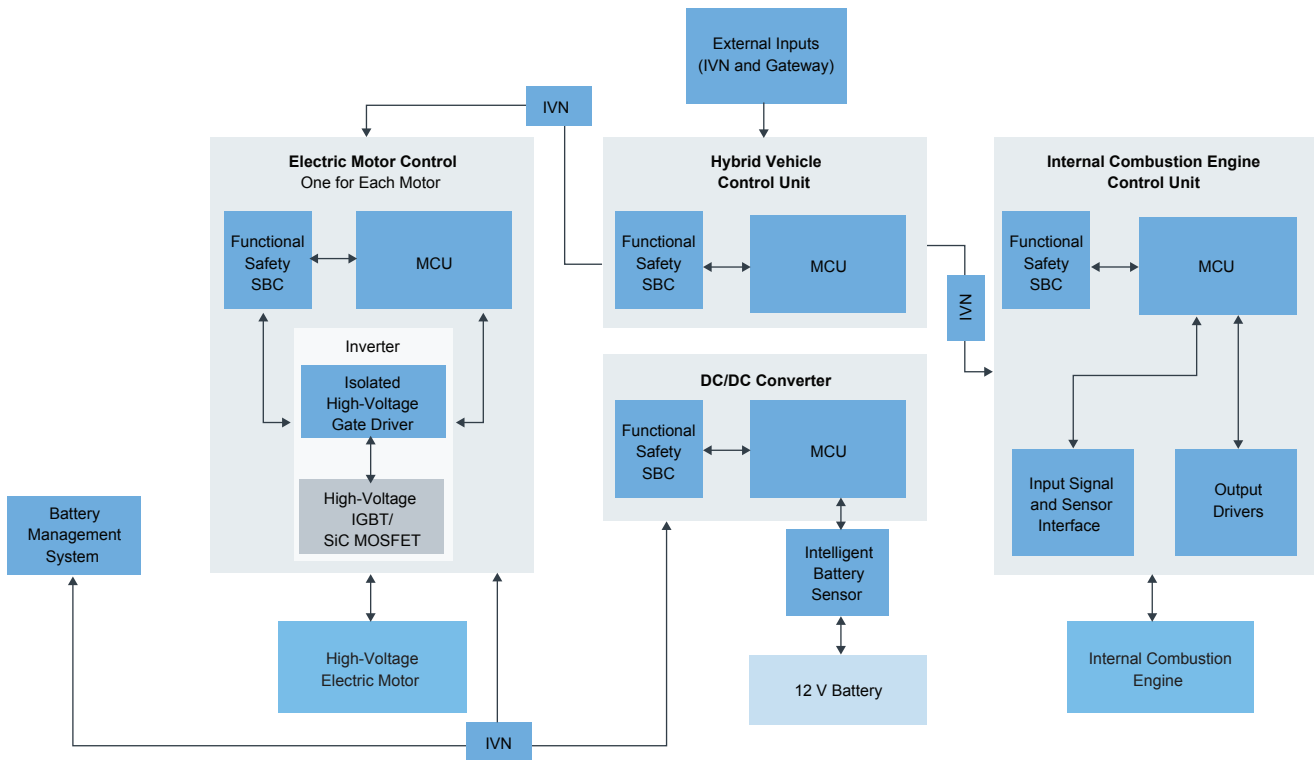 External Inputs
(IVN and Gateway)
IVN
Electric Motor Control
One for Each Motor
Functional
Safety
SBC
MCU
Inverter
Isolated
High-Voltage
Gate Driver
High-Voltage
IGBT/
SiC MOSFET
Hybrid Vehicle
Control Unit
Functional
Safety
SBC
MCU
IVN
Internal Combustion Engine
Control Unit
Functional
Safety
SBC
MCU
Input Signal
and Sensor
Interface
Output
Drivers
DC/DC Converter
Functional
Safety
SBC
MCU
Battery
Management
System
Intelligent
Battery
Sensor
High-Voltage
Electric Motor
12 V Battery
Internal Combustion
Engine
IVN